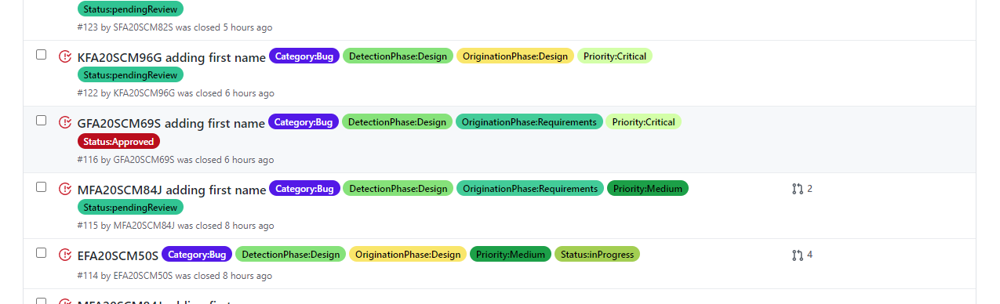 Status:pendingReview
#123 by SFA20SCM82S was closed 5 hours ago
KFA20SCM96G adding first name Category:Bug DetectionPhase:Design OriginationPhase:Design Priority:Critical
Status:pendingReview
#122 by KFA20SCM96G was closed 6 hours ago
GFA20SCM69S adding first name Category:Bug DetectionPhase:Design OriginationPhase:Requirements Priority:Critical
Status:Approved
#116 by GFA20SCM69S was closed 6 hours ago
MFA20SCM84J adding first name Category:Bug DetectionPhase:Design OriginationPhase:Requirements Priority:Medium 2
Status:pendingReview
#115 by MFA20SCM84J was closed 8 hours ago
EFA20SCM50S Category:Bug DetectionPhase:Design OriginationPhase:Design Priority:Medium Status:inProgress 4
#114 by EFA20SCM50S was closed 8 hours ago
MFA20SCM84J adding first